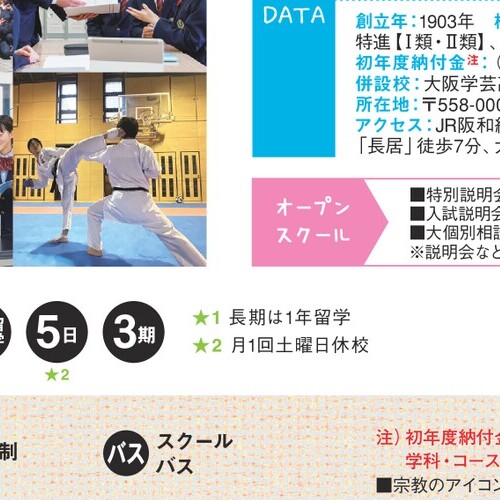 DATA
創立年：1903年
特進【Ⅰ類・Ⅱ類】、
初年度納付金注：（
併設校：大阪学芸
所在地：〒558-000
アクセス：JR阪和
「長居」徒歩7分、
オープン
スクール
■特別説明会
■入試説明会
■大個別相談
※説明会など
5日
3期
★2
★1 長期は1年留学
★2 月1回土曜日休校
制
バス スクール
バス
注）初年度納付金
学科・コース
■宗教のアイコン